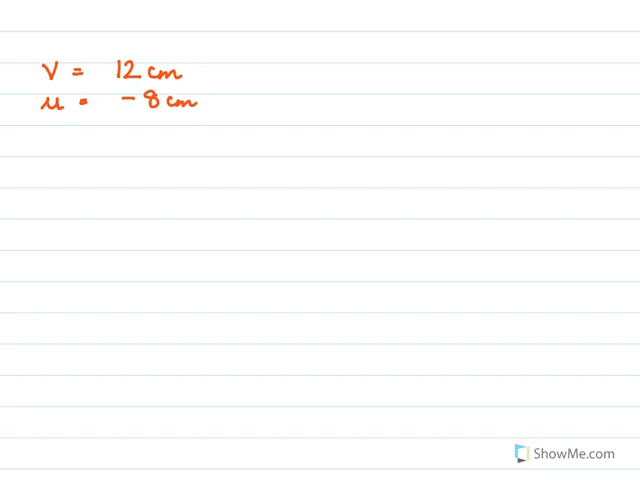 v = 12 cm
u = - 8 cm
ShowMe.com